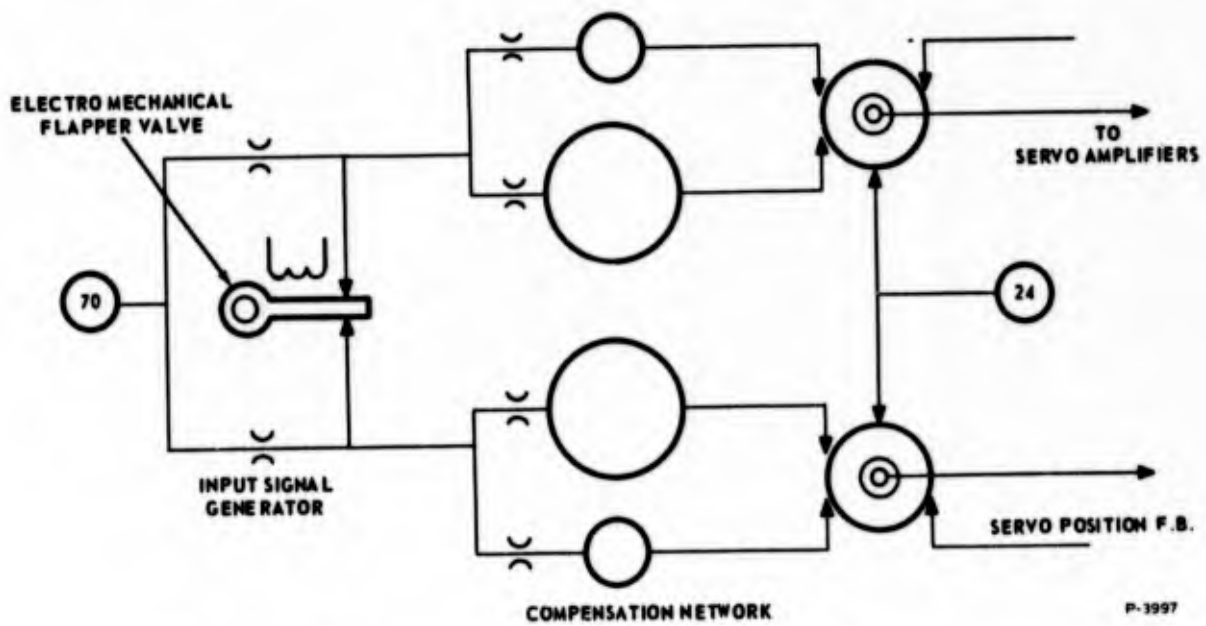 ELECTRO MECHANICAL
FLAPPER VALVE
70
INPUT SIGNAL
GENERATOR
COMPENSATION NETWORK
TO
SERVO AMPLIFIERS
24
SERVO POSITION F.B.
P-3997